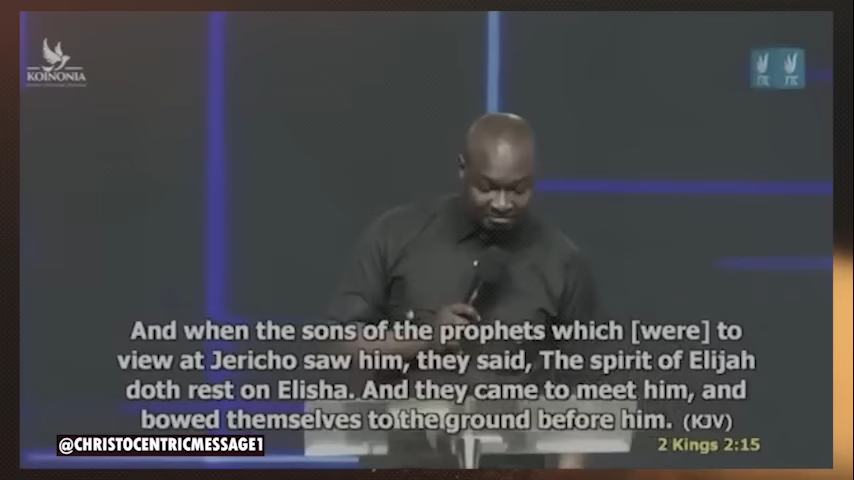 KOINONIA
And when the sons of the prophets which [were] to
view at Jericho saw him, they said, The spirit of Elijah
doth rest on Elisha. And they came to meet him, and
bowed themselves to the ground before him. (KJV)
2 Kings 2:15
@CHRISTOCENTRICMESSAGE1